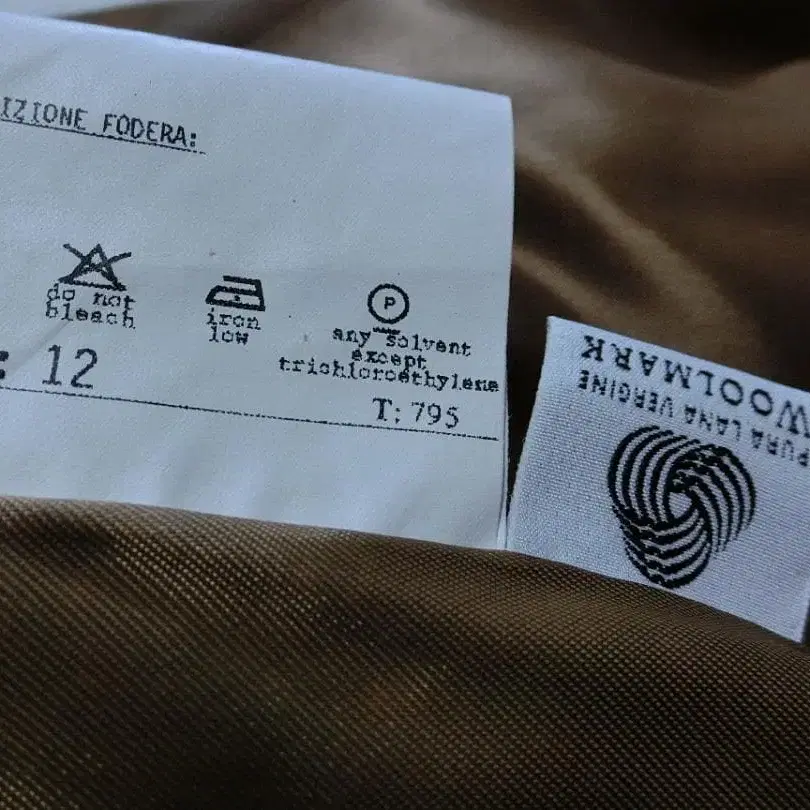 IZIONE FODERA:
do not
bleach
iron
low
P
any solvent
except
trichloroethylene
: 12
T: 795
WOOLMARK
PURA LANA VERGINE